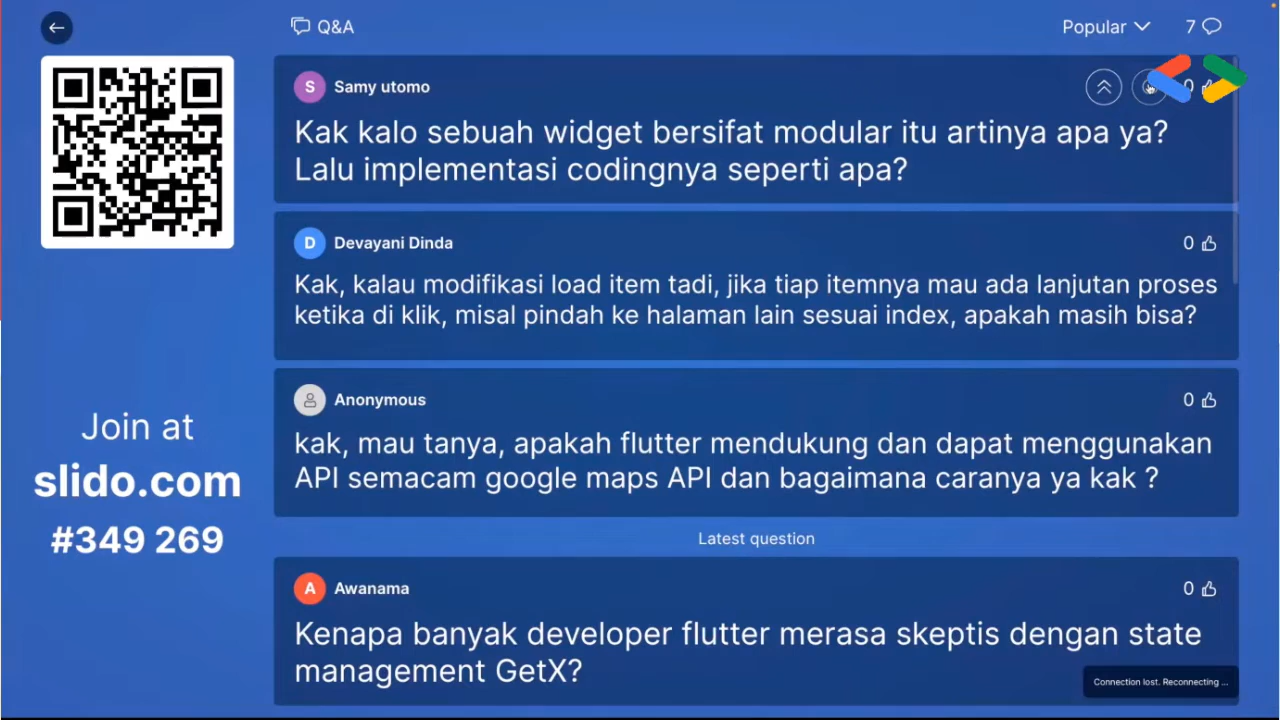 Q&A
Popular
7
S
Samy utomo
0
Kak kalo sebuah widget bersifat modular itu artinya apa ya?
Lalu implementasi codingnya seperti apa?
D
Devayani Dinda
0
Kak, kalau modifikasi load item tadi, jika tiap itemnya mau ada lanjutan proses
ketika di klik, misal pindah ke halaman lain sesuai index, apakah masih bisa?
Anonymous
0
kak, mau tanya, apakah flutter mendukung dan dapat menggunakan
API semacam google maps API dan bagaimana caranya ya kak ?
Join at
slido.com
#349 269
Latest question
A
Awanama
0
Kenapa banyak developer flutter merasa skeptis dengan state
management GetX?
Connection lost. Reconnecting ...